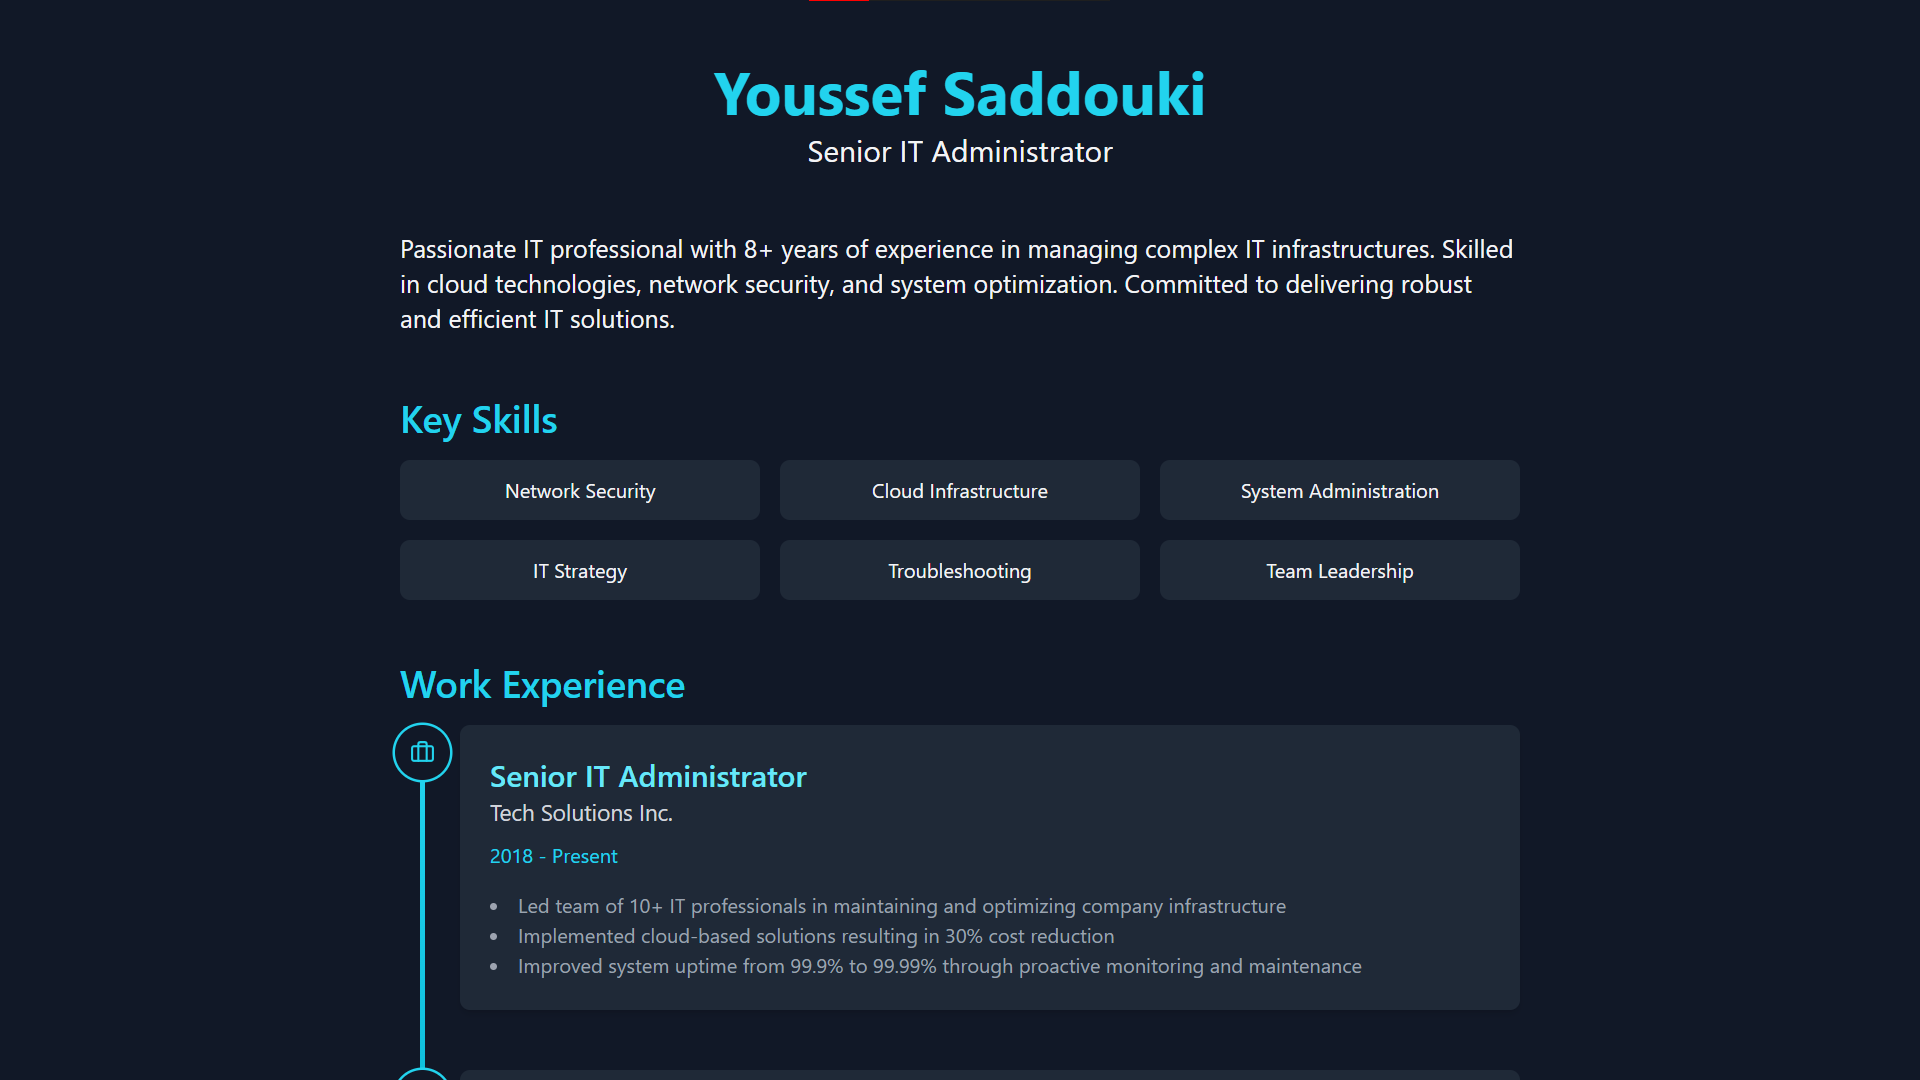 Youssef Saddouki
Senior IT Administrator
Passionate IT professional with 8+ years of experience in managing complex IT infrastructures. Skilled
in cloud technologies, network security, and system optimization. Committed to delivering robust
and efficient IT solutions.
Key Skills
Network Security
Cloud Infrastructure
System Administration
IT Strategy
Troubleshooting
Team Leadership
Work Experience
Senior IT Administrator
Tech Solutions Inc.
2018 - Present
• Led team of 10+ IT professionals in maintaining and optimizing company infrastructure
• Implemented cloud-based solutions resulting in 30% cost reduction
• Improved system uptime from 99.9% to 99.99% through proactive monitoring and maintenance